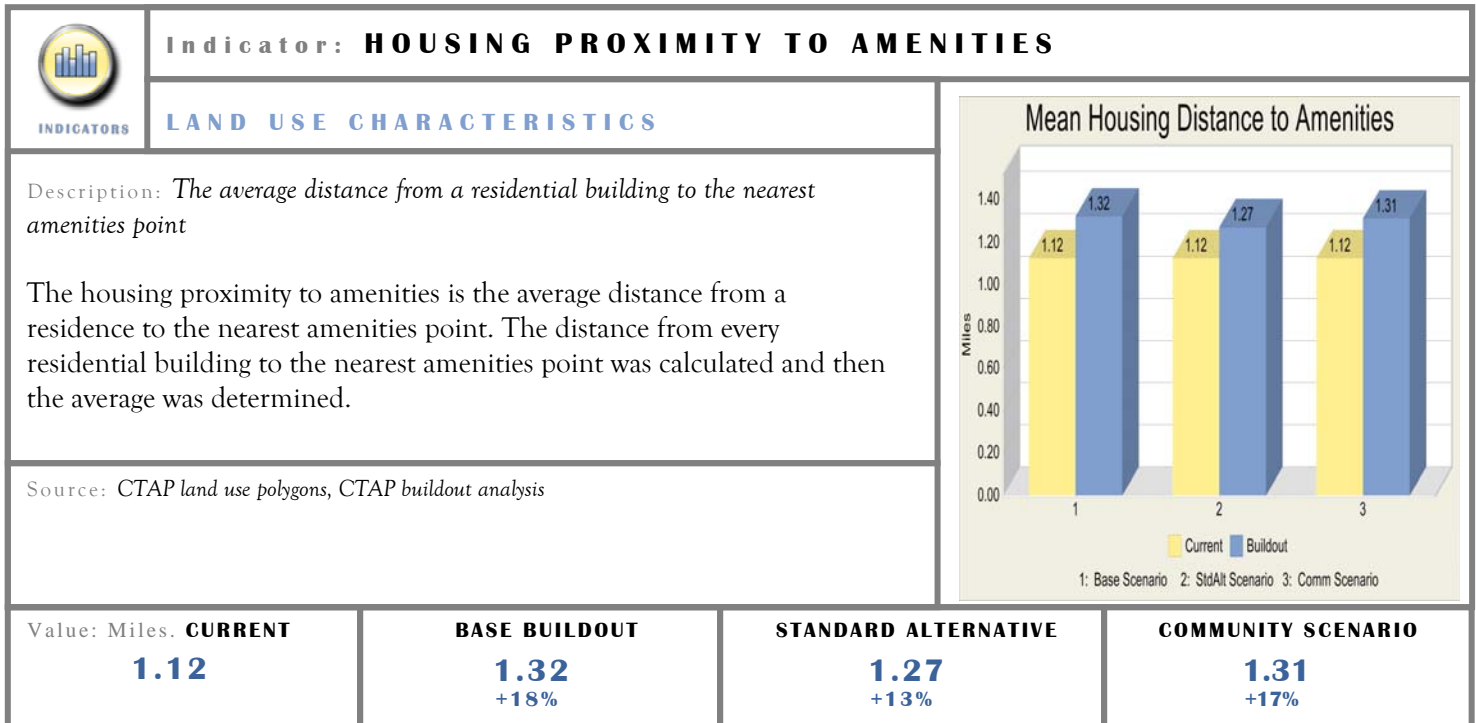 INDICATORS
Indicator: HOUSING PROXIMITY TO AMENITIES
LAND USE CHARACTERISTICS
Description: The average distance from a residential building to the nearest
amenities point
The housing proximity to amenities is the average distance from a
residence to the nearest amenities point. The distance from every
residential building to the nearest amenities point was calculated and then
the average was determined.
Source: CTAP land use polygons, CTAP buildout analysis
Mean Housing Distance to Amenities
Miles
1.40
1.20
1.00
0.80
0.60
0.40
0.20
0.00
1.12
1.32
1.12
1.27
1.12
1.31
1 2 3
Current Buildout
1: Base Scenario 2: StdAlt Scenario 3: Comm Scenario
Value: Miles. CURRENT
1.12
BASE BUILDOUT
1.32
+18%
STANDARD ALTERNATIVE
1.27
+13%
COMMUNITY SCENARIO
1.31
+17%